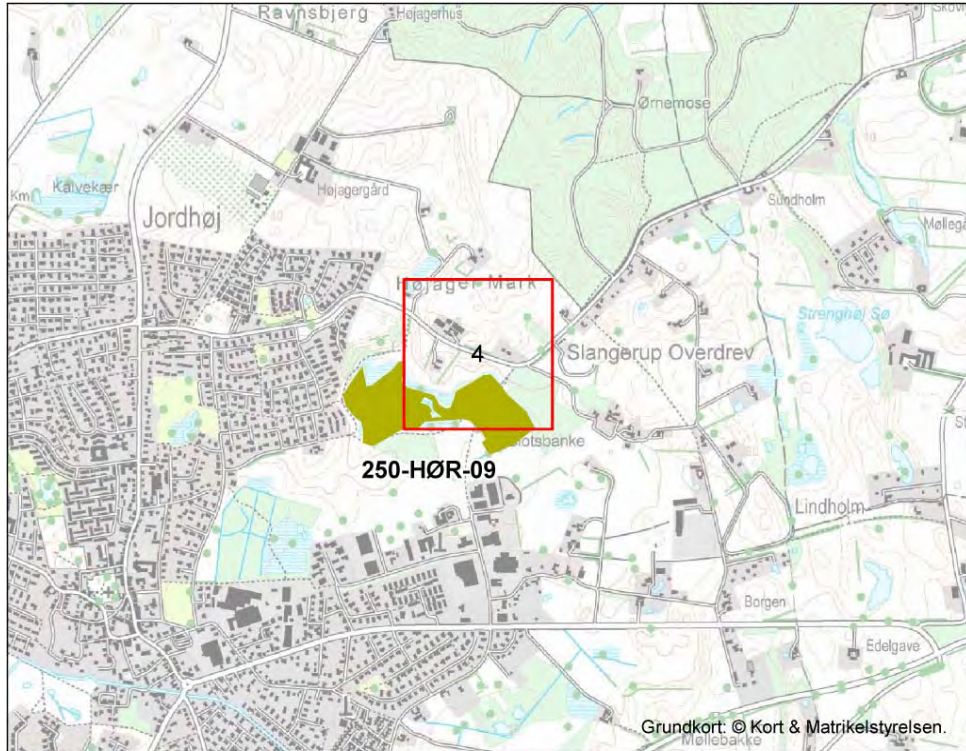 Ravnsbjerg
Højagerhus
Ørnemose
Kalvekær
Højagergård
Jordhøj
Sundholm
Højager Mark
Strenghøj Sø
4
Slangerup Overdrev
Slotsbanke
250-HØR-09
Lindholm
Borgen
Edelgave
Grundkort: © Kort & Matrikelstyrelsen.
Møllebakke